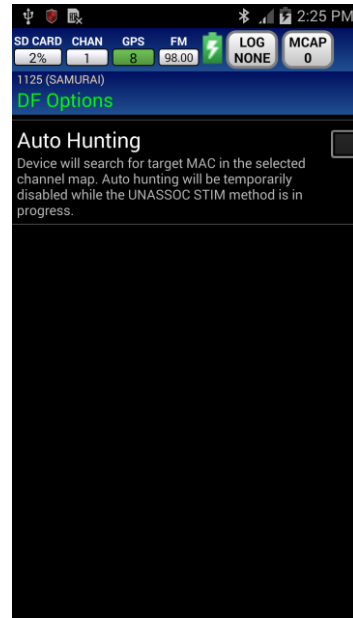 2:25 PM
SD CARD CHAN GPS FM LOG MCAP
2% 1 8 98.00 NONE 0
1125 (SAMURAI)
DF Options
Auto Hunting
Device will search for target MAC in the selected
channel map. Auto hunting will be temporarily
disabled while the UNASSOC STIM method is in
progress.